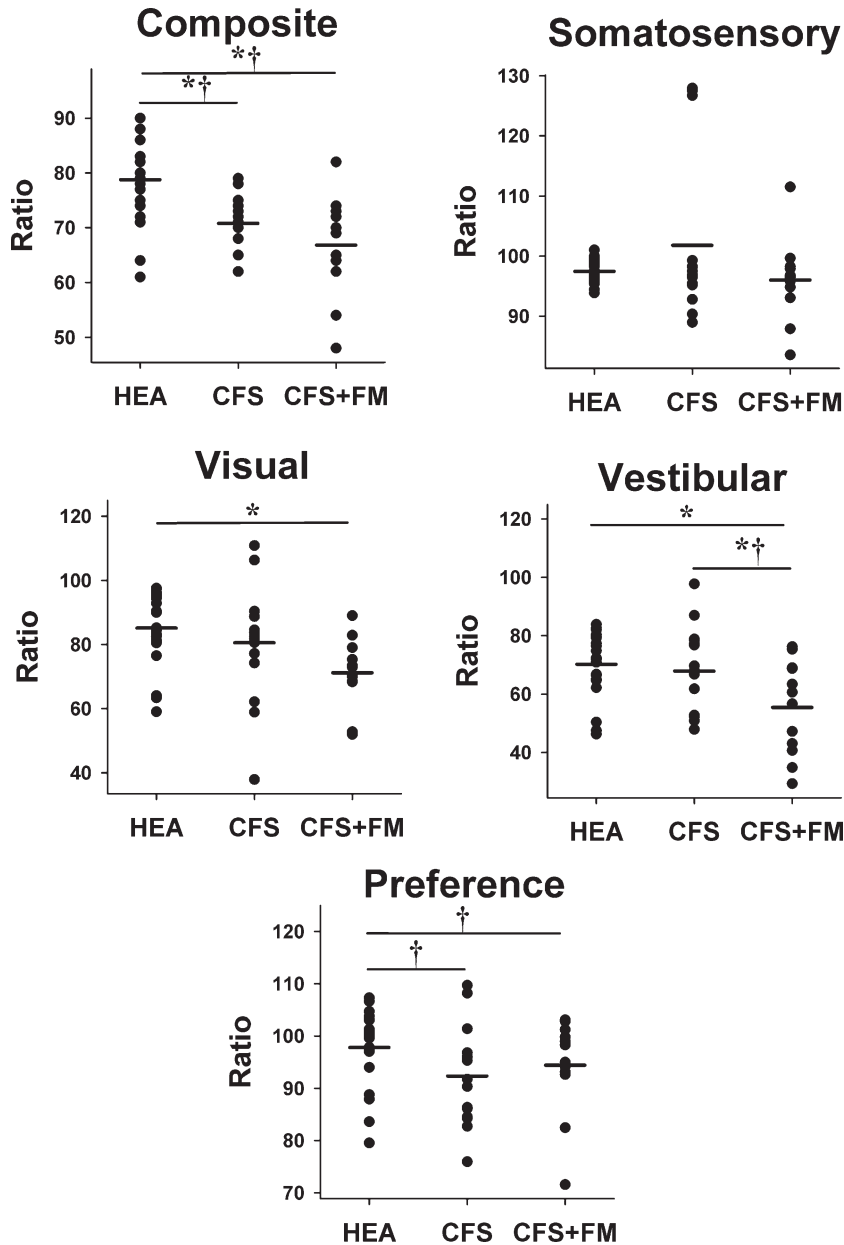 Composite
*†
*†
90
80
70
60
50
Ratio
HEA CFS CFS+FM
Somatosensory
130
120
110
100
90
Ratio
HEA CFS CFS+FM
Visual
*
120
100
80
60
40
Ratio
HEA CFS CFS+FM
Vestibular
*
*†
120
100
80
60
40
Ratio
HEA CFS CFS+FM
Preference
†
†
120
110
100
90
80
70
Ratio
HEA CFS CFS+FM